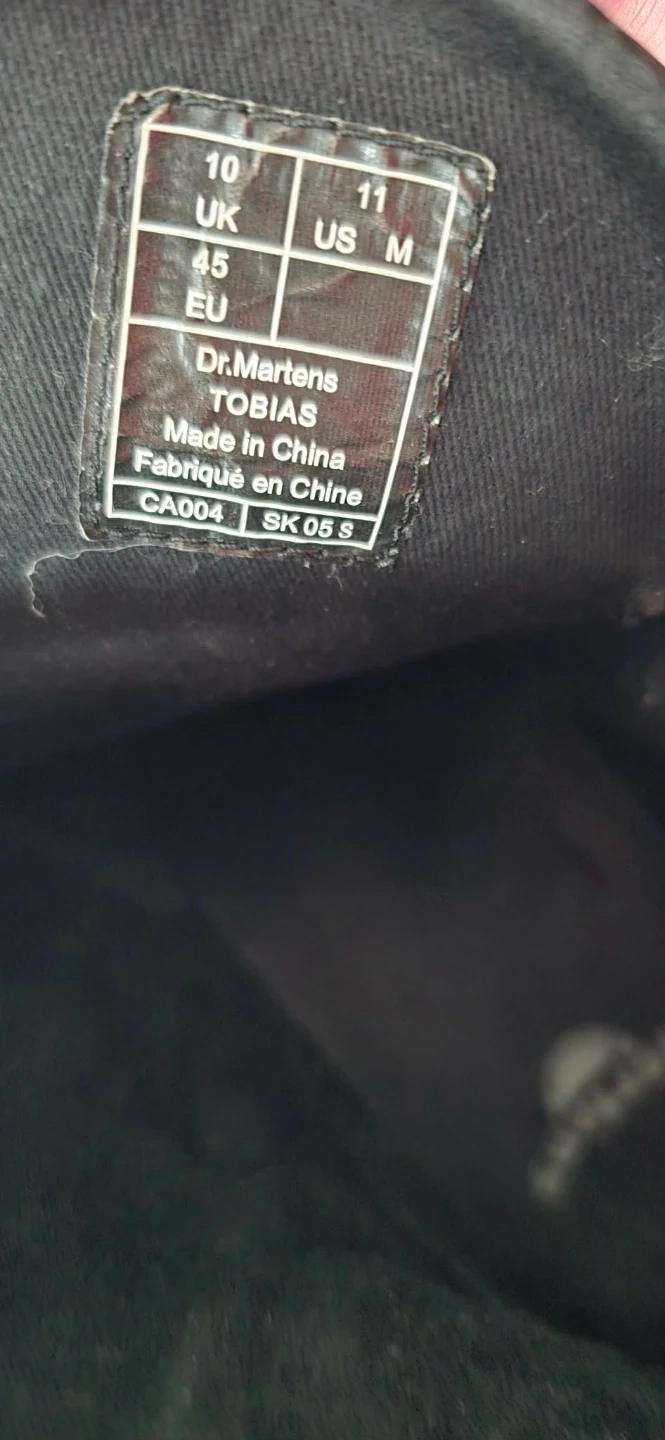 10
UK
11
US M
45
EU
Dr.Martens
TOBIAS
Made in China
Fabriqué en Chine
CA004
SK 05 S